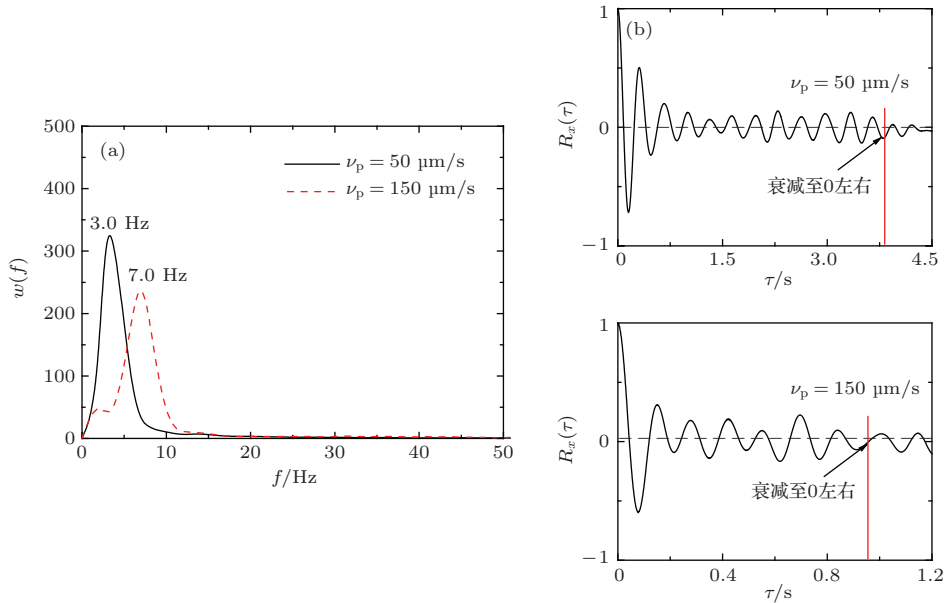 (a)
ν_p = 50 µm/s
ν_p = 150 µm/s
3.0 Hz
7.0 Hz
500
400
300
200
100
0
w(f)
0 10 20 30 40 50
f/Hz
(b)
ν_p = 50 µm/s
衰减至0左右
1
0
−1
R_x(τ)
0 1.5 3.0 4.5
τ/s
ν_p = 150 µm/s
衰减至0左右
1
0
−1
R_x(τ)
0 0.4 0.8 1.2
τ/s